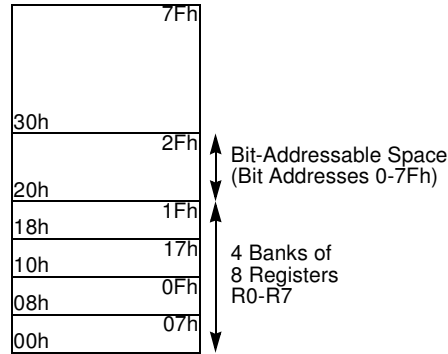 7Fh
30h
2Fh
20h
Bit-Addressable Space
(Bit Addresses 0-7Fh)
1Fh
18h
17h
10h
0Fh
08h
07h
00h
4 Banks of
8 Registers
R0-R7